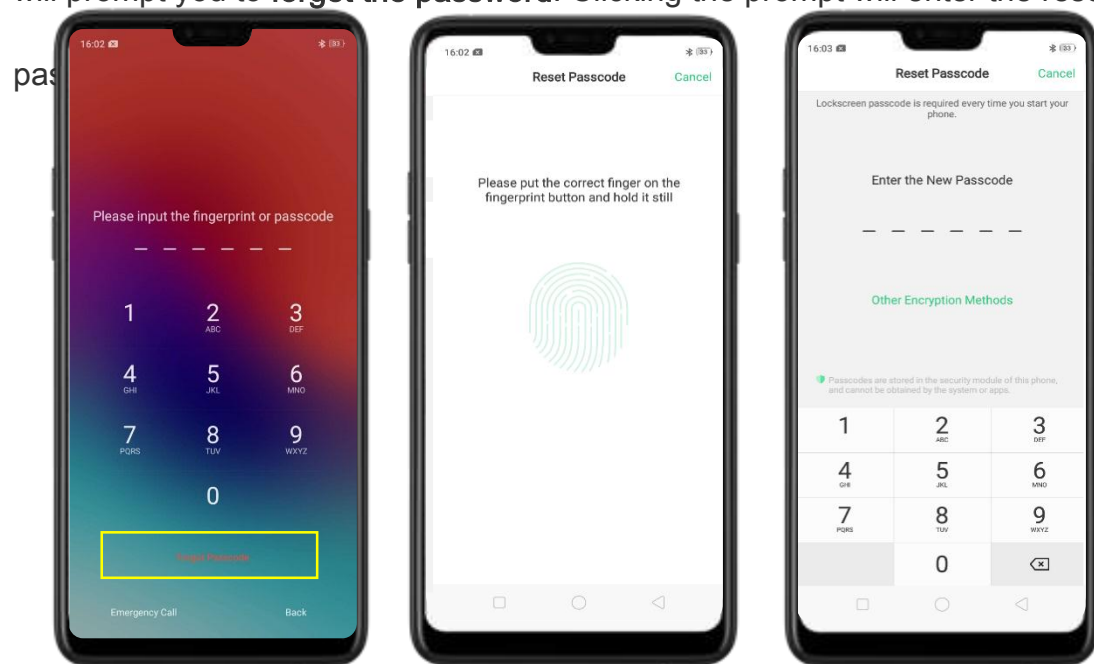 will prompt you to forget the password. Clicking the prompt will enter the rese
pas
16:02
33
Please input the fingerprint or passcode
1 2 3
ABC DEF
4 5 6
GHI JKL MNO
7 8 9
PQRS TUV WXYZ
0
Forgot Passcode
Emergency Call Back
16:02
33
Reset Passcode Cancel
Please put the correct finger on the
fingerprint button and hold it still
16:03
33
Reset Passcode Cancel
Lockscreen passcode is required every time you start your
phone.
Enter the New Passcode
Other Encryption Methods
Passcodes are stored in the security module of this phone,
and cannot be obtained by the system or apps.
1 2 3
ABC DEF
4 5 6
GHI JKL MNO
7 8 9
PQRS TUV WXYZ
0